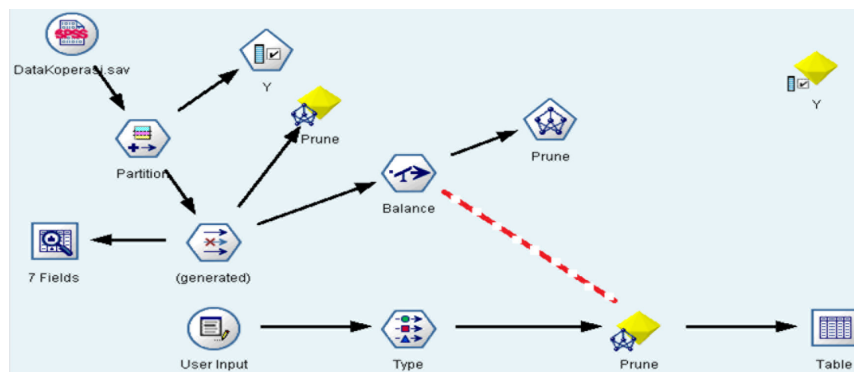 SPSS
DataKoperasi.sav
Y
Y
Prune
Partition
Prune
Balance
7 Fields
(generated)
User Input
Type
Prune
Table